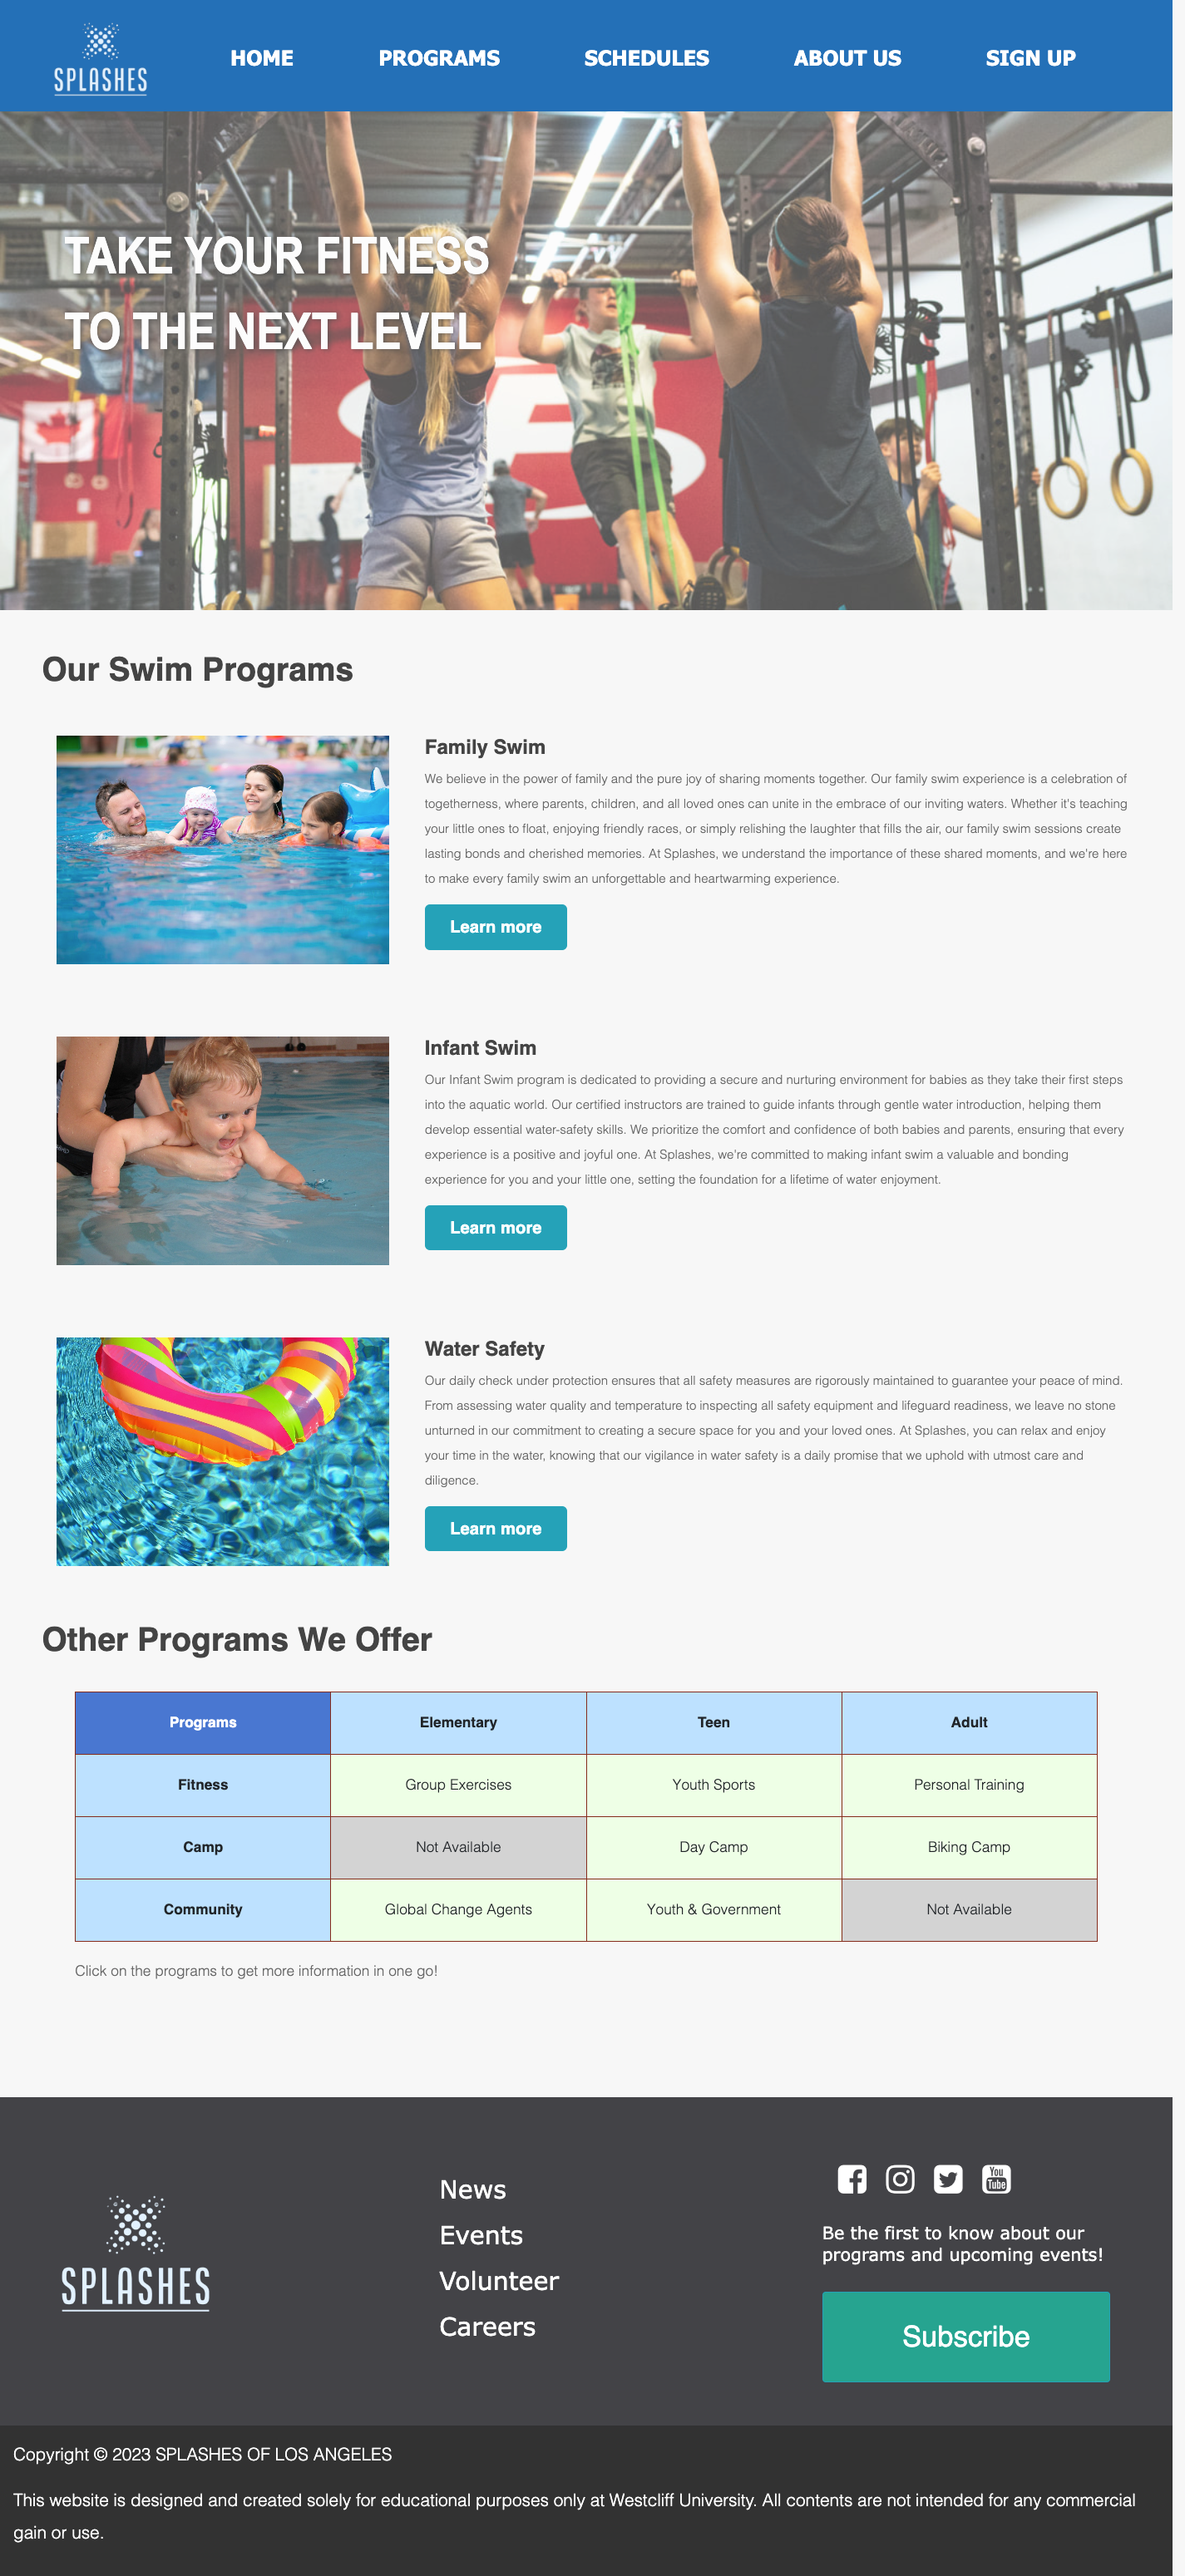 SPLASHES
HOME
PROGRAMS
SCHEDULES
ABOUT US
SIGN UP
TAKE YOUR FITNESS
TO THE NEXT LEVEL
Our Swim Programs
Family Swim
We believe in the power of family and the pure joy of sharing moments together. Our family swim experience is a celebration of
togetherness, where parents, children, and all loved ones can unite in the embrace of our inviting waters. Whether it's teaching
your little ones to float, enjoying friendly races, or simply relishing the laughter that fills the air, our family swim sessions create
lasting bonds and cherished memories. At Splashes, we understand the importance of these shared moments, and we're here
to make every family swim an unforgettable and heartwarming experience.
Learn more
Infant Swim
Our Infant Swim program is dedicated to providing a secure and nurturing environment for babies as they take their first steps
into the aquatic world. Our certified instructors are trained to guide infants through gentle water introduction, helping them
develop essential water-safety skills. We prioritize the comfort and confidence of both babies and parents, ensuring that every
experience is a positive and joyful one. At Splashes, we're committed to making infant swim a valuable and bonding
experience for you and your little one, setting the foundation for a lifetime of water enjoyment.
Learn more
Water Safety
Our daily check under protection ensures that all safety measures are rigorously maintained to guarantee your peace of mind.
From assessing water quality and temperature to inspecting all safety equipment and lifeguard readiness, we leave no stone
unturned in our commitment to creating a secure space for you and your loved ones. At Splashes, you can relax and enjoy
your time in the water, knowing that our vigilance in water safety is a daily promise that we uphold with utmost care and
diligence.
Learn more
Other Programs We Offer
Programs Elementary Teen Adult
Fitness Group Exercises Youth Sports Personal Training
Camp Not Available Day Camp Biking Camp
Community Global Change Agents Youth & Government Not Available
Click on the programs to get more information in one go!
SPLASHES
News
Events
Volunteer
Careers
You
Tube
Be the first to know about our
programs and upcoming events!
Subscribe
Copyright © 2023 SPLASHES OF LOS ANGELES
This website is designed and created solely for educational purposes only at Westcliff University. All contents are not intended for any commercial
gain or use.